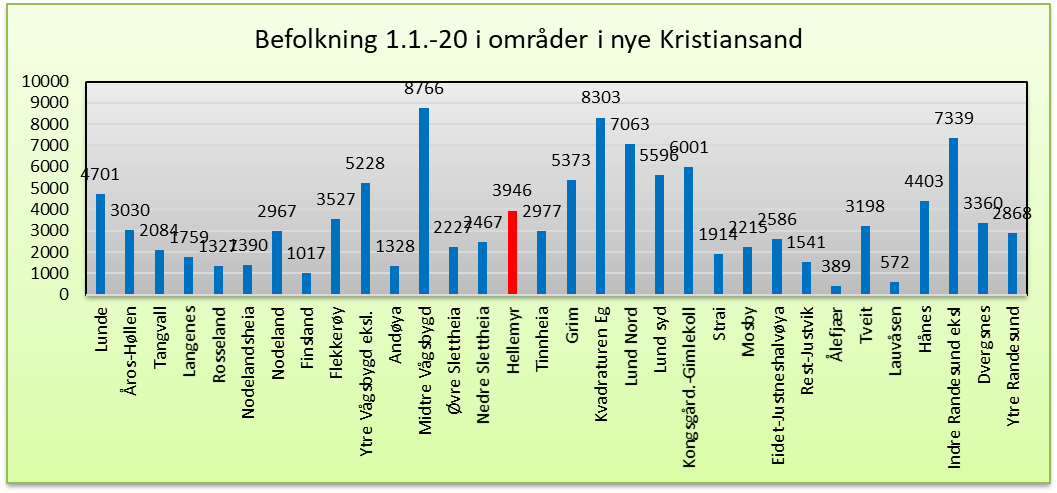 Befolkning 1.1.-20 i områder i nye Kristiansand
10000
9000
8000
7000
6000
5000
4000
3000
2000
1000
0
4701
3030
2084
1759
1327
1390
2967
1017
3527
5228
1328
8766
2227
2467
3946
2977
5373
8303
7063
5596
6001
1914
2215
2586
1541
389
3198
572
4403
7339
3360
2868
Lunde
Åros-Høllen
Tangvall
Langenes
Rosseland
Nodelandsheia
Nodeland
Finsland
Flekkerøy
Ytre Vågsbygd eksl.
Andøya
Midtre Vågsbygd
Øvre Slettheia
Nedre Slettheia
Hellemyr
Tinnheia
Grim
Kvadraturen Eg
Lund Nord
Lund syd
Kongsgård.-Gimlekoll
Strai
Mosby
Eidet-Justneshalvøya
Rest-Justvik
Ålefjær
Tveit
Lauvåsen
Hånes
Indre Randesund eksl
Dvergsnes
Ytre Randesund